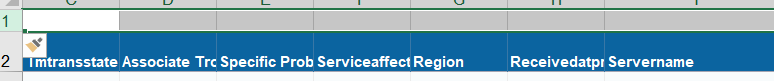 C D E F G H I
1
2 Tmtransstate Associate Tro Specific Prob Serviceaffect Region Receivedatpr Servername